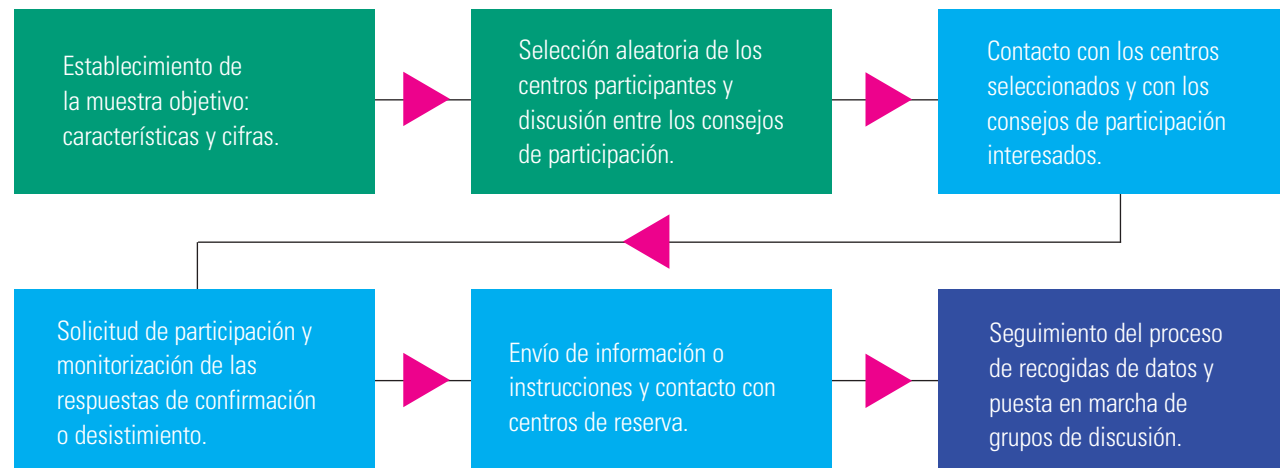 Establecimiento de
la muestra objetivo:
características y cifras.
Selección aleatoria de los
centros participantes y
discusión entre los consejos
de participación.
Contacto con los centros
seleccionados y con los
consejos de participación
interesados.
Solicitud de participación y
monitorización de las
respuestas de confirmación
o desistimiento.
Envío de información o
instrucciones y contacto con
centros de reserva.
Seguimiento del proceso
de recogidas de datos y
puesta en marcha de
grupos de discusión.